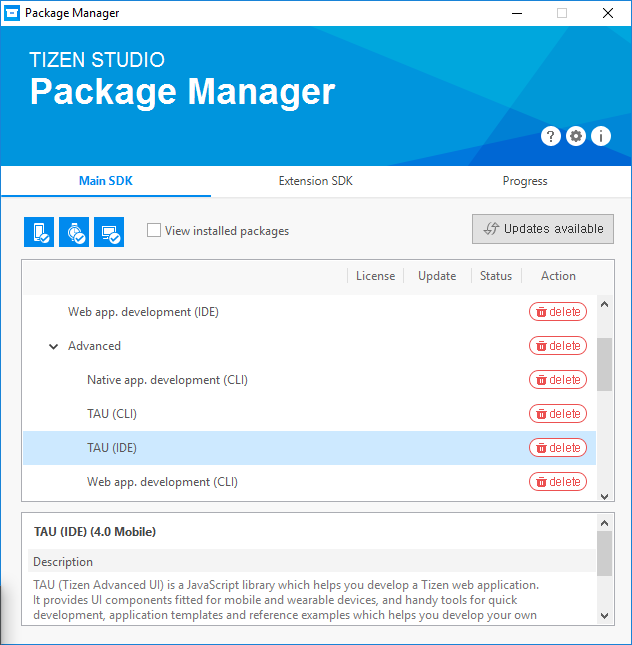 Package Manager
TIZEN STUDIO
Package Manager
? i
Main SDK Extension SDK Progress
View installed packages Updates available
License Update Status Action
Web app. development (IDE) delete
Advanced delete
Native app. development (CLI) delete
TAU (CLI) delete
TAU (IDE) delete
Web app. development (CLI) delete
TAU (IDE) (4.0 Mobile)
Description
TAU (Tizen Advanced UI) is a JavaScript library which helps you develop a Tizen web application.
It provides UI components fitted for mobile and wearable devices, and handy tools for quick
development, application templates and reference examples which helps you develop your own